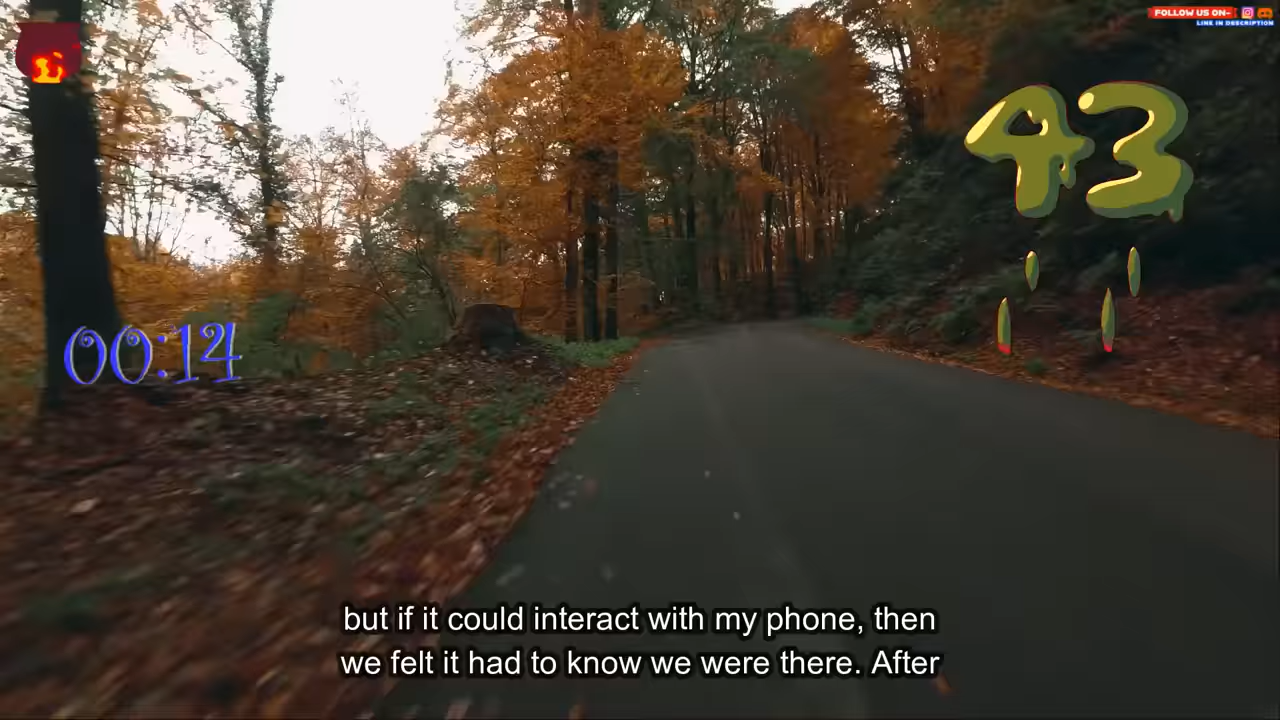 FOLLOW US ON-
LINK IN DESCRIPTION
43
00:14
but if it could interact with my phone, then
we felt it had to know we were there. After